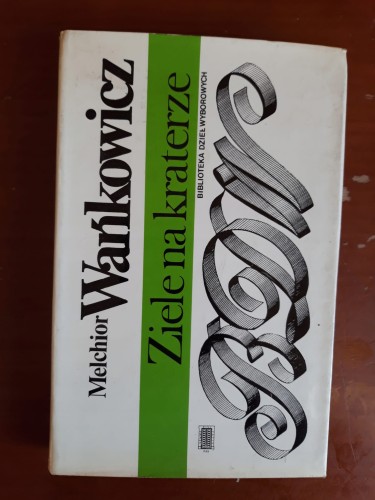 Melchior
Wańkowicz
Ziele na kraterze
BIBLIOTEKA DZIEŁ WYBOROWYCH